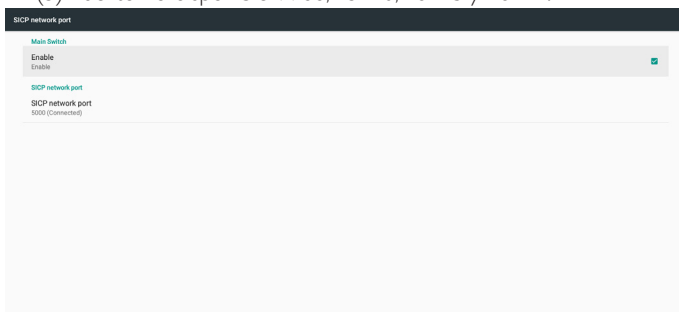 SICP network port
Main Switch
Enable
Enable
SICP network port
SICP network port
5000 (Connected)